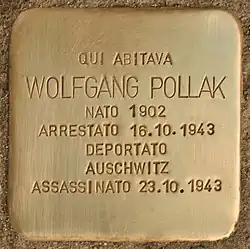 QUI ABITAVA
WOLFGANG POLLAK
NATO 1902
ARRESTATO 16.10.1943
DEPORTATO
AUSCHWITZ
ASSASSINATO 23.10.1943